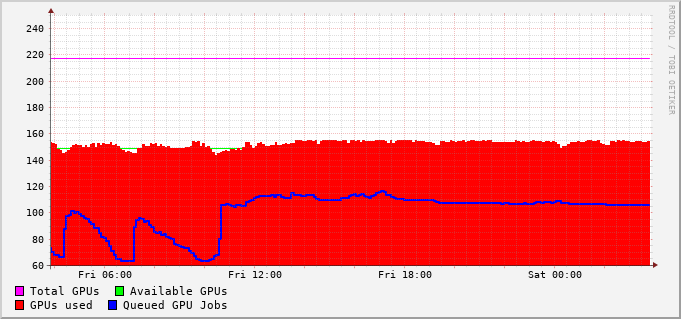 RRDTOOL / TOBI OETIKER
240
220
200
180
160
140
120
100
80
60
Fri 06:00 Fri 12:00 Fri 18:00 Sat 00:00
Total GPUs Available GPUs
GPUs used Queued GPU Jobs